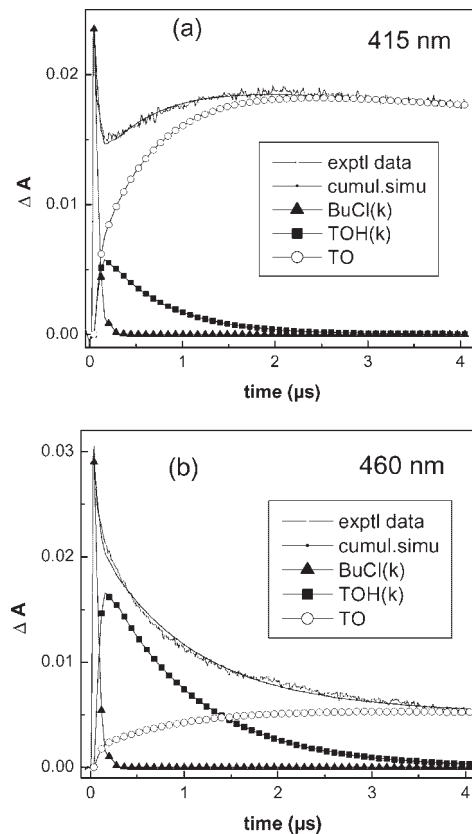 (a)
415 nm
0.02
0.01
0.00
Δ A
exptl data
cumul.simu
BuCl(k)
TOH(k)
TO
0 1 2 3 4
time (µs)
(b)
460 nm
0.03
0.02
0.01
0.00
Δ A
exptl data
cumul.simu
BuCl(k)
TOH(k)
TO
0 1 2 3 4
time (µs)